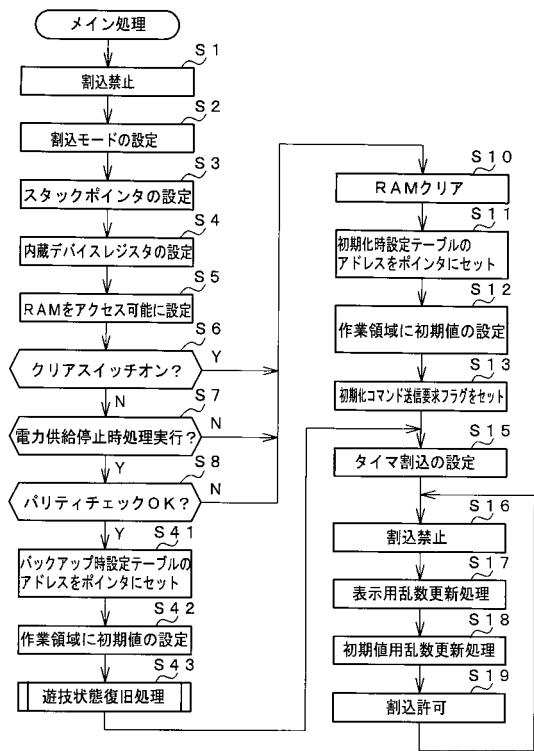 メイン処理
S1
割込禁止
S2
割込モードの設定
S3
スタックポインタの設定
S4
内蔵デバイスレジスタの設定
S5
RAMをアクセス可能に設定
S6
クリアスイッチオン?
Y
N
S7
電力供給停止時処理実行?
N
Y
S8
パリティチェックOK?
N
Y
S41
バックアップ時設定テーブルの
アドレスをポインタにセット
S42
作業領域に初期値の設定
S43
遊技状態復旧処理
S10
RAMクリア
S11
初期化時設定テーブルの
アドレスをポインタにセット
S12
作業領域に初期値の設定
S13
初期化コマンド送信要求フラグをセット
S15
タイマ割込の設定
S16
割込禁止
S17
表示用乱数更新処理
S18
初期値用乱数更新処理
S19
割込許可